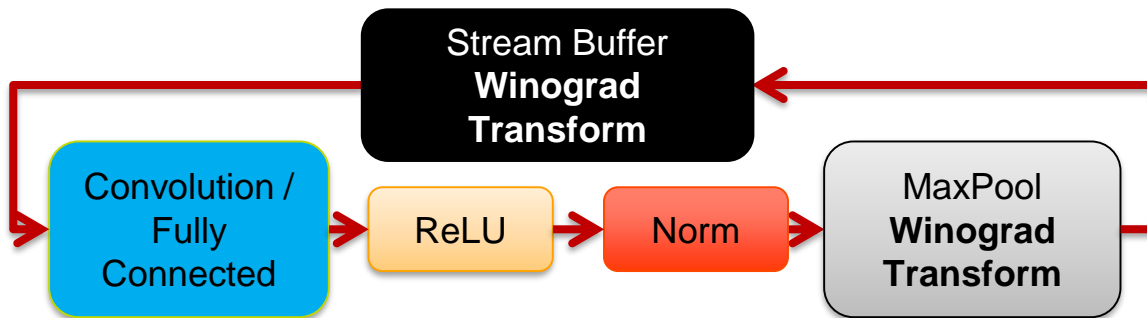 Stream Buffer
Winograd
Transform
Convolution /
Fully
Connected
ReLU
Norm
MaxPool
Winograd
Transform